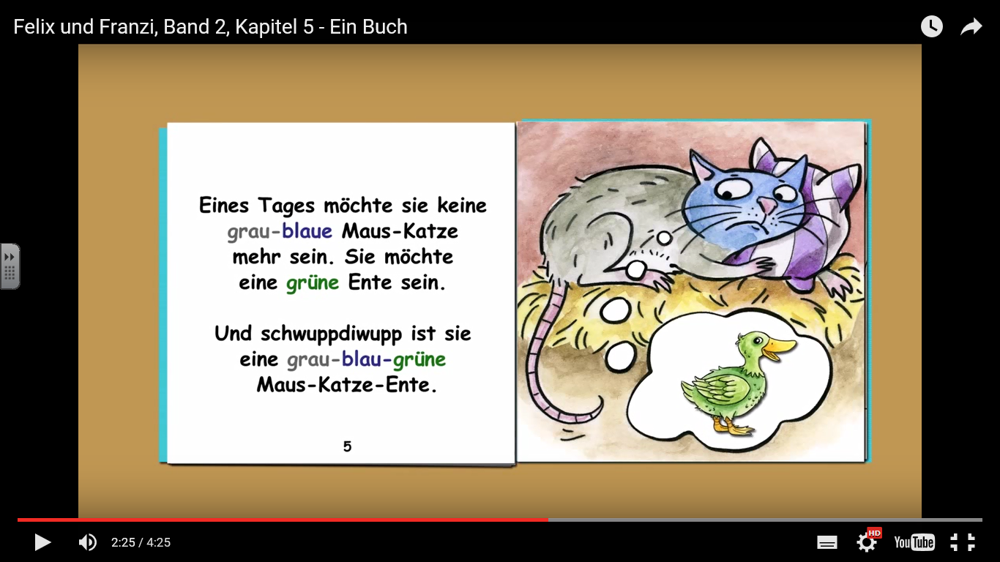 Felix und Franzi, Band 2, Kapitel 5 - Ein Buch
Eines Tages möchte sie keine
grau-blaue Maus-Katze
mehr sein. Sie möchte
eine grüne Ente sein.
Und schwuppdiwupp ist sie
eine grau-blau-grüne
Maus-Katze-Ente.
5
2:25 / 4:25
HD
YouTube